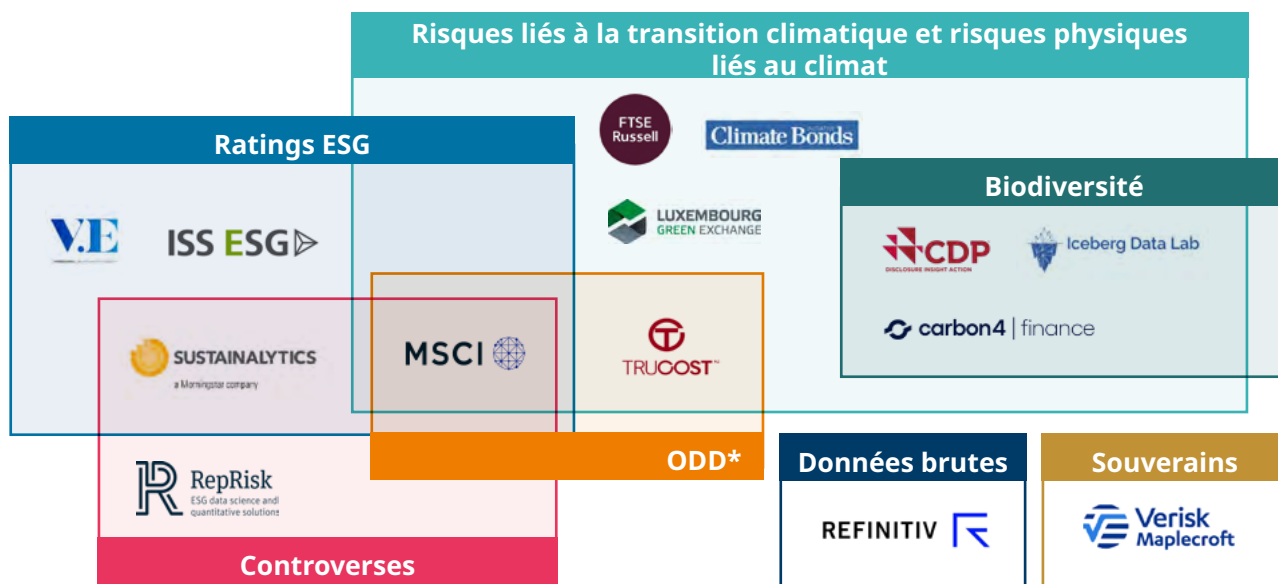 Risques liés à la transition climatique et risques physiques
liés au climat
FTSE
Russell
Climate Bonds
Ratings ESG
Biodiversité
V.E
ISS ESG
LUXEMBOURG
GREEN EXCHANGE
CDP
DISCLOSURE INSIGHT ACTION
Iceberg Data Lab
carbon4 | finance
SUSTAINALYTICS
a Morningstar company
MSCI
TRUCOST™
ODD*
Données brutes
Souverains
RepRisk
ESG data science and
quantitative solutions
REFINITIV
Verisk
Maplecroft
Controverses